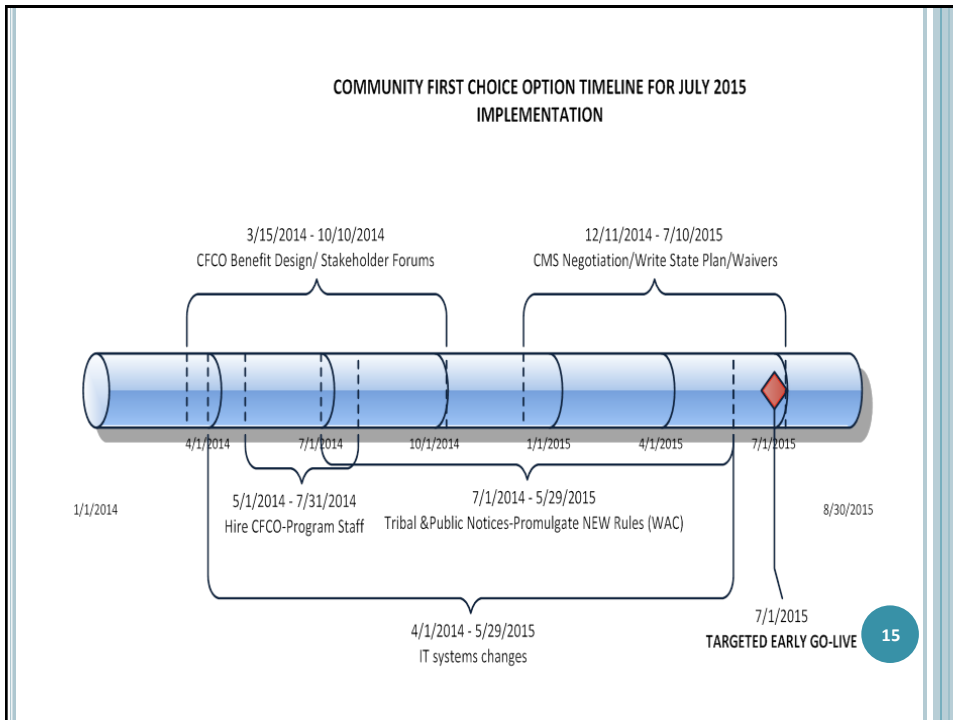 COMMUNITY FIRST CHOICE OPTION TIMELINE FOR JULY 2015
IMPLEMENTATION
3/15/2014 - 10/10/2014
CFCO Benefit Design/ Stakeholder Forums
12/11/2014 - 7/10/2015
CMS Negotiation/Write State Plan/Waivers
4/1/2014
7/1/2014
10/1/2014
1/1/2015
4/1/2015
7/1/2015
1/1/2014
5/1/2014 - 7/31/2014
Hire CFCO-Program Staff
7/1/2014 - 5/29/2015
Tribal &Public Notices-Promulgate NEW Rules (WAC)
8/30/2015
4/1/2014 - 5/29/2015
IT systems changes
7/1/2015
TARGETED EARLY GO-LIVE
15